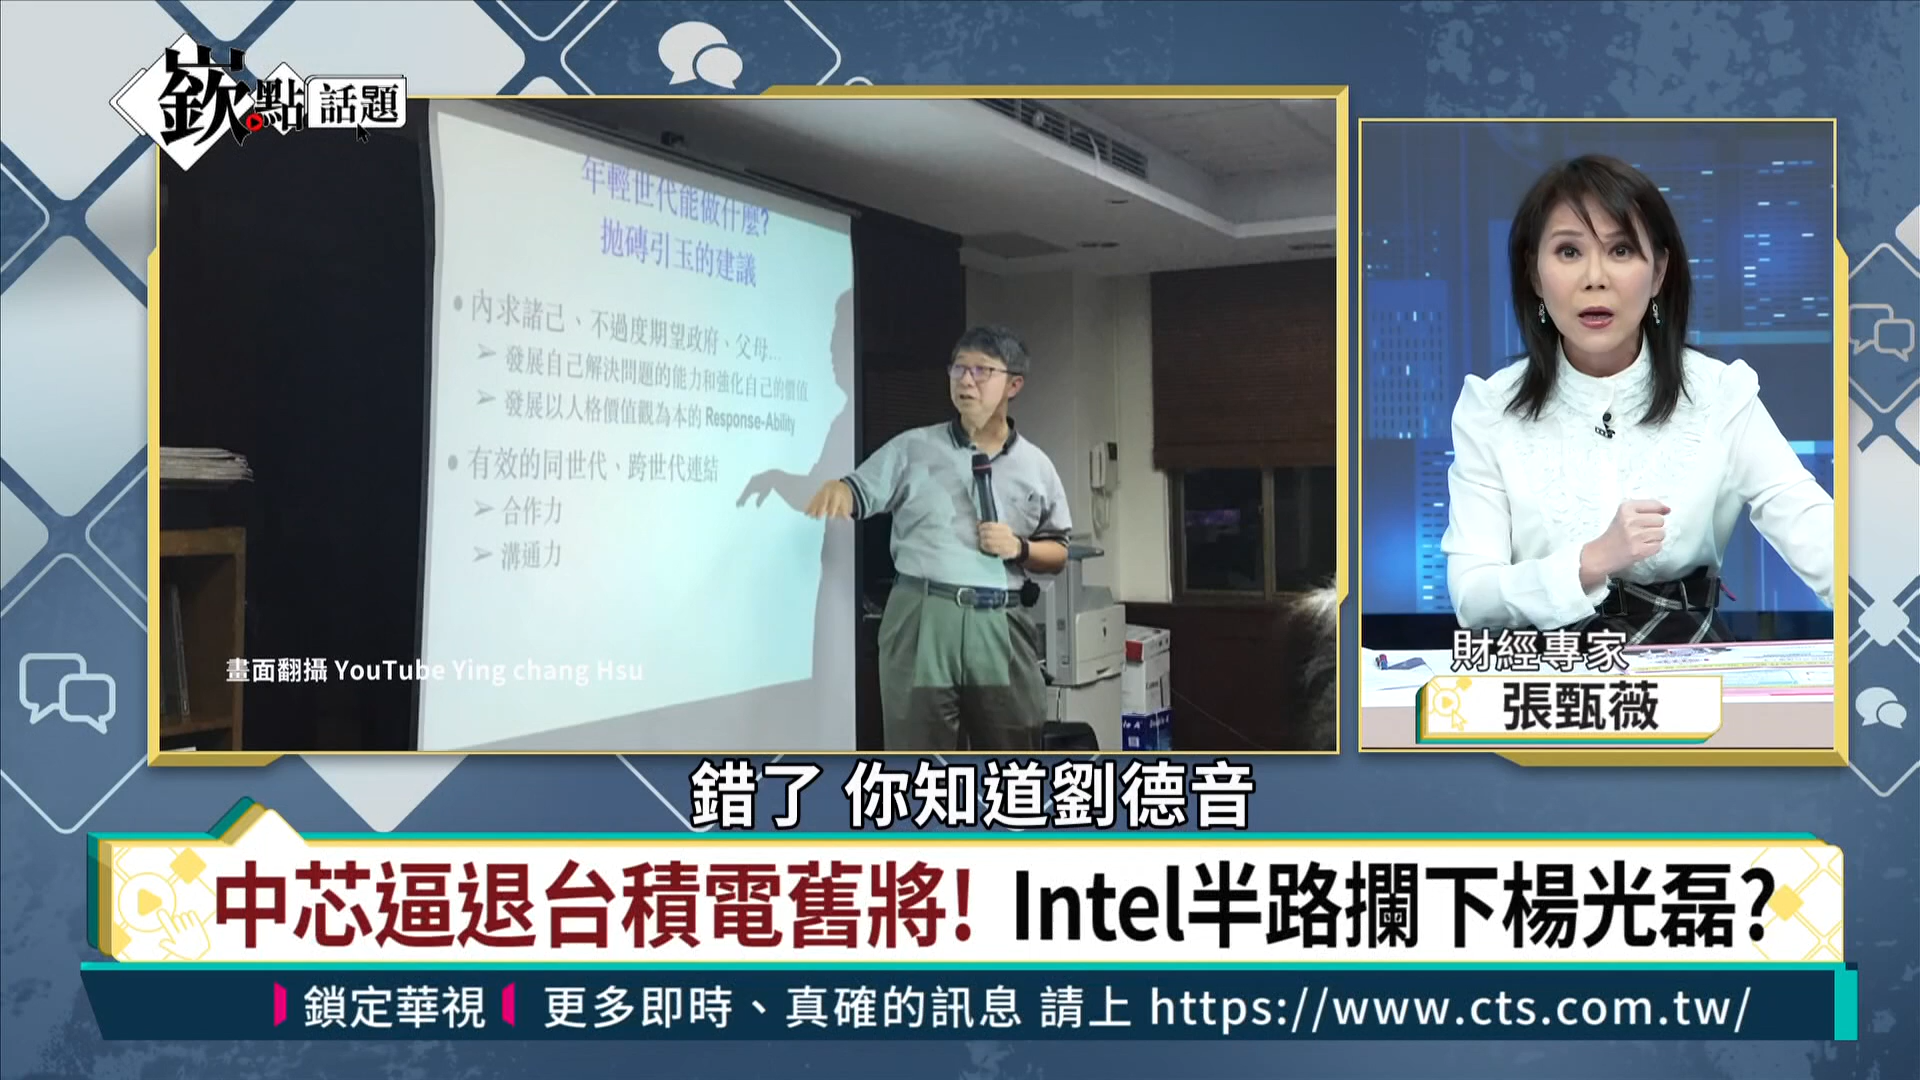 嶔點話題
年輕世代能做什麼?
拋磚引玉的建議
• 內求諸己、不過度期望政府、父母...
➢ 發展自己解決問題的能力和強化自己的價值
➢ 發展以人格價值觀為本的 Response-Ability
• 有效的同世代、跨世代連結
➢ 合作力
➢ 溝通力
畫面翻攝 YouTube Ying chang Hsu
財經專家
張甄薇
錯了 你知道劉德音
中芯逼退台積電舊將! Intel半路攔下楊光磊?
鎖定華視 更多即時、真確的訊息 請上 https://www.cts.com.tw/